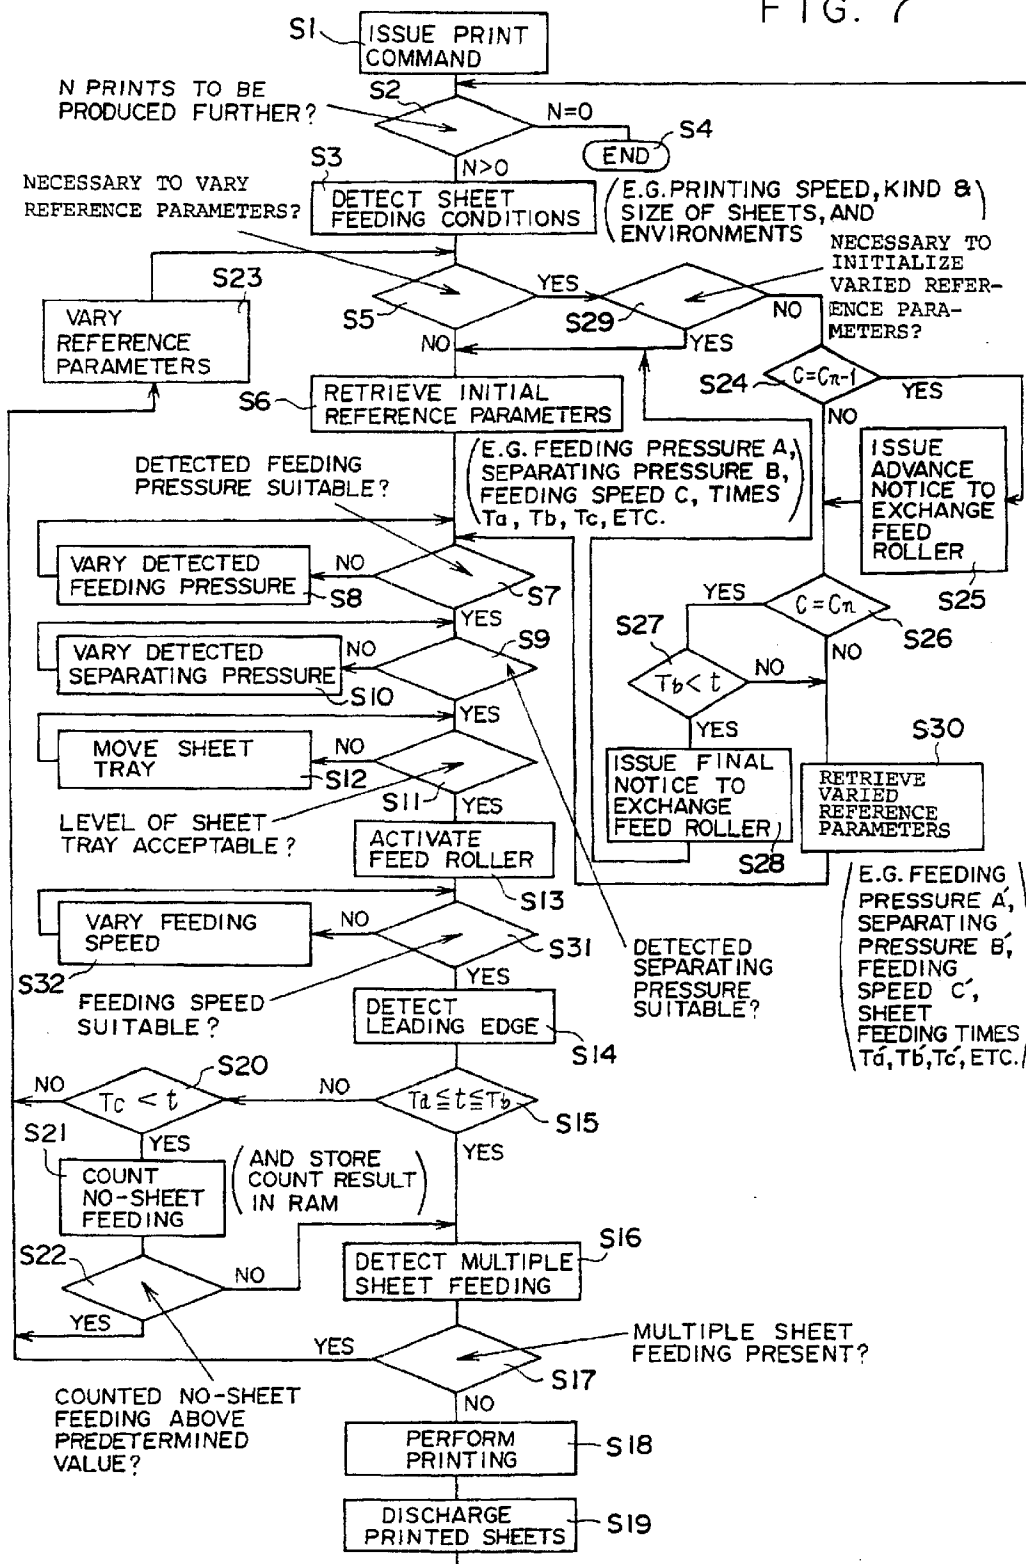 FIG. 7
S1
ISSUE PRINT
COMMAND
N PRINTS TO BE
PRODUCED FURTHER?
S2
N=0
S4
END
N>0
S3
DETECT SHEET
FEEDING CONDITIONS
(E.G. PRINTING SPEED, KIND &
SIZE OF SHEETS, AND
ENVIRONMENTS)
NECESSARY TO VARY
REFERENCE PARAMETERS?
S5
YES
NO
S29
NECESSARY TO
INITIALIZE
VARIED REFER-
ENCE PARA-
METERS?
NO
YES
S23
VARY
REFERENCE
PARAMETERS
S6
RETRIEVE INITIAL
REFERENCE PARAMETERS
(E.G. FEEDING PRESSURE A,
SEPARATING PRESSURE B,
FEEDING SPEED C, TIMES
Ta, Tb, Tc, ETC.)
S24
C=Cn-1
YES
NO
ISSUE
ADVANCE
NOTICE TO
EXCHANGE
FEED
ROLLER
S25
DETECTED FEEDING
PRESSURE SUITABLE?
VARY DETECTED
FEEDING PRESSURE
S8
NO
S7
YES
YES
C=Cn
S26
NO
S27
Tb < t
NO
YES
VARY DETECTED
SEPARATING PRESSURE
S10
NO
S9
YES
MOVE SHEET
TRAY
S12
NO
S11
YES
LEVEL OF SHEET
TRAY ACCEPTABLE?
ISSUE FINAL
NOTICE TO
EXCHANGE
FEED ROLLER
S28
S30
RETRIEVE
VARIED
REFERENCE
PARAMETERS
(E.G. FEEDING
PRESSURE A',
SEPARATING
PRESSURE B',
FEEDING
SPEED C',
SHEET
FEEDING TIMES
Ta', Tb', Tc', ETC.)
ACTIVATE
FEED ROLLER
S13
VARY FEEDING
SPEED
S32
NO
S31
YES
FEEDING SPEED
SUITABLE?
DETECTED
SEPARATING
PRESSURE
SUITABLE?
DETECT
LEADING EDGE
S14
S20
NO
Tc < t
YES
NO
Ta ≦ t ≦ Tb
S15
YES
S21
COUNT
NO-SHEET
FEEDING
(AND STORE
COUNT RESULT
IN RAM)
S22
NO
YES
S16
DETECT MULTIPLE
SHEET FEEDING
YES
S17
NO
MULTIPLE SHEET
FEEDING PRESENT?
COUNTED NO-SHEET
FEEDING ABOVE
PREDETERMINED
VALUE?
PERFORM
PRINTING
S18
DISCHARGE
PRINTED SHEETS
S19